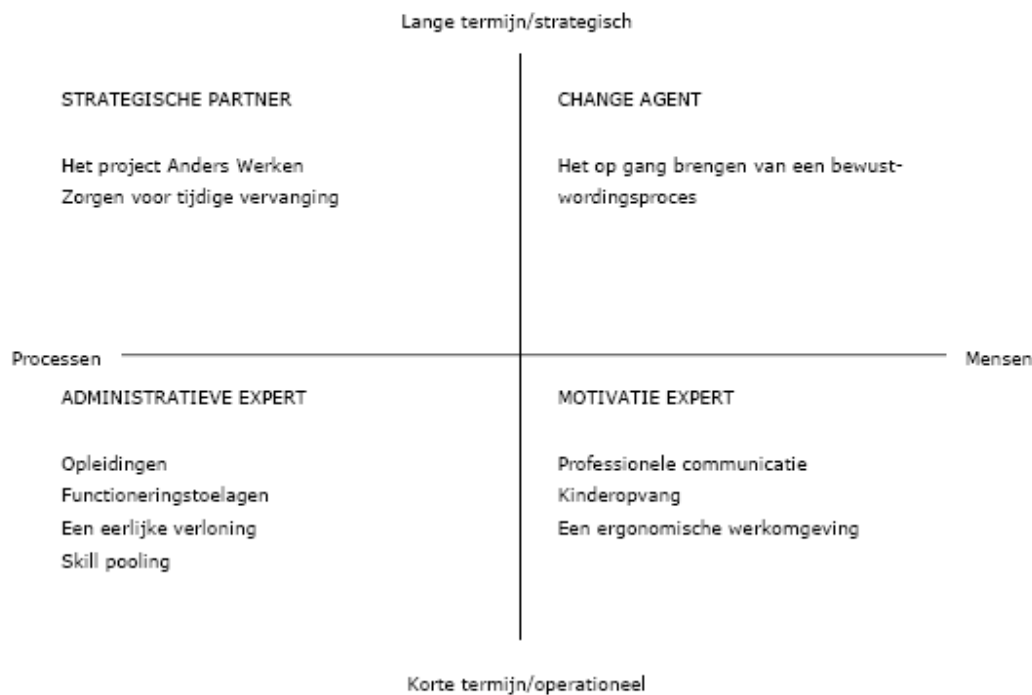 Lange termijn/strategisch
STRATEGISCHE PARTNER
Het project Anders Werken
Zorgen voor tijdige vervanging
CHANGE AGENT
Het op gang brengen van een bewust-
wordingsproces
Processen
Mensen
ADMINISTRATIEVE EXPERT
Opleidingen
Functioneringstoelagen
Een eerlijke verloning
Skill pooling
MOTIVATIE EXPERT
Professionele communicatie
Kinderopvang
Een ergonomische werkomgeving
Korte termijn/operationeel